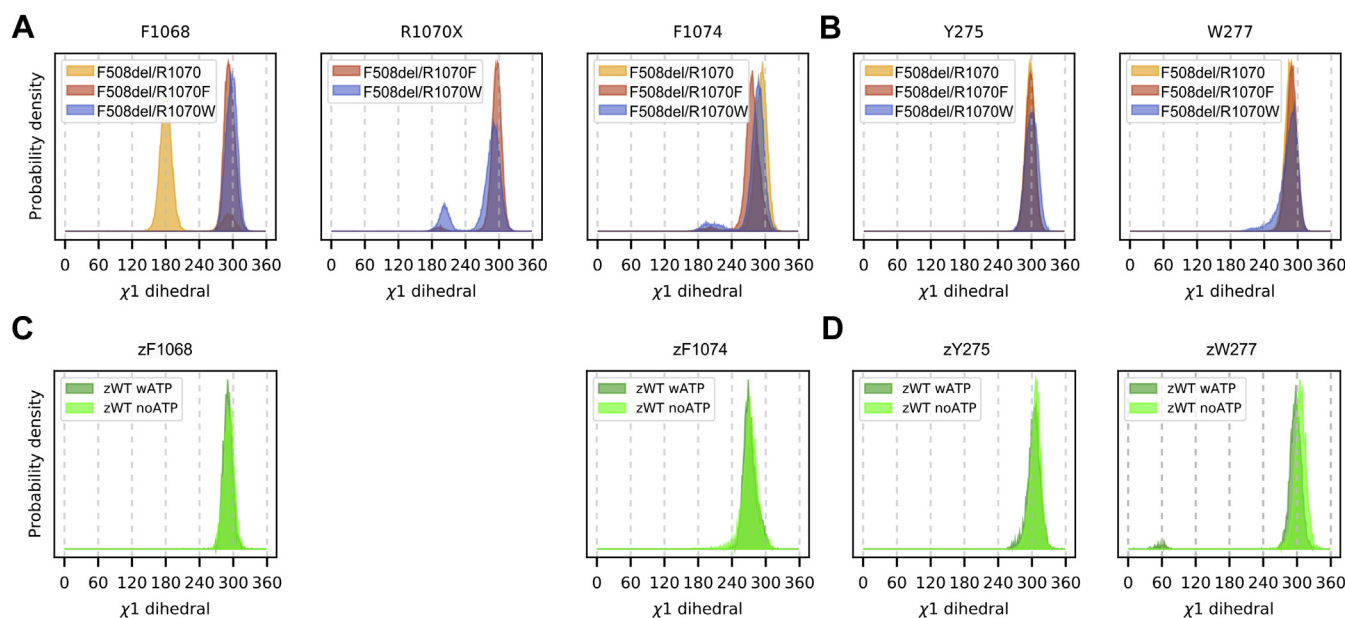 A
B
F1068
R1070X
F1074
Y275
W277
Probability density
F508del/R1070
F508del/R1070F
F508del/R1070W
F508del/R1070F
F508del/R1070W
F508del/R1070
F508del/R1070F
F508del/R1070W
F508del/R1070
F508del/R1070F
F508del/R1070W
F508del/R1070
F508del/R1070F
F508del/R1070W
0 60 120 180 240 300 360
0 60 120 180 240 300 360
0 60 120 180 240 300 360
0 60 120 180 240 300 360
0 60 120 180 240 300 360
χ1 dihedral
χ1 dihedral
χ1 dihedral
χ1 dihedral
χ1 dihedral
C
D
zF1068
zF1074
zY275
zW277
Probability density
zWT wATP
zWT noATP
zWT wATP
zWT noATP
zWT wATP
zWT noATP
zWT wATP
zWT noATP
0 60 120 180 240 300 360
0 60 120 180 240 300 360
0 60 120 180 240 300 360
0 60 120 180 240 300 360
χ1 dihedral
χ1 dihedral
χ1 dihedral
χ1 dihedral